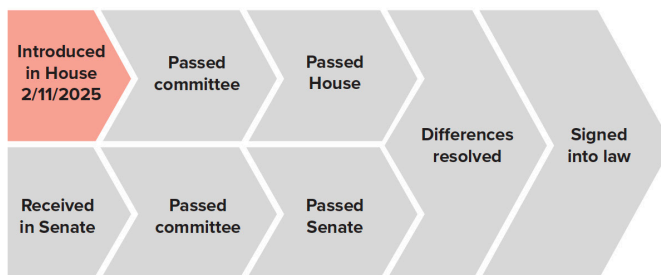 Introduced
in House
2/11/2025
Passed
committee
Passed
House
Differences
resolved
Signed
into law
Received
in Senate
Passed
committee
Passed
Senate